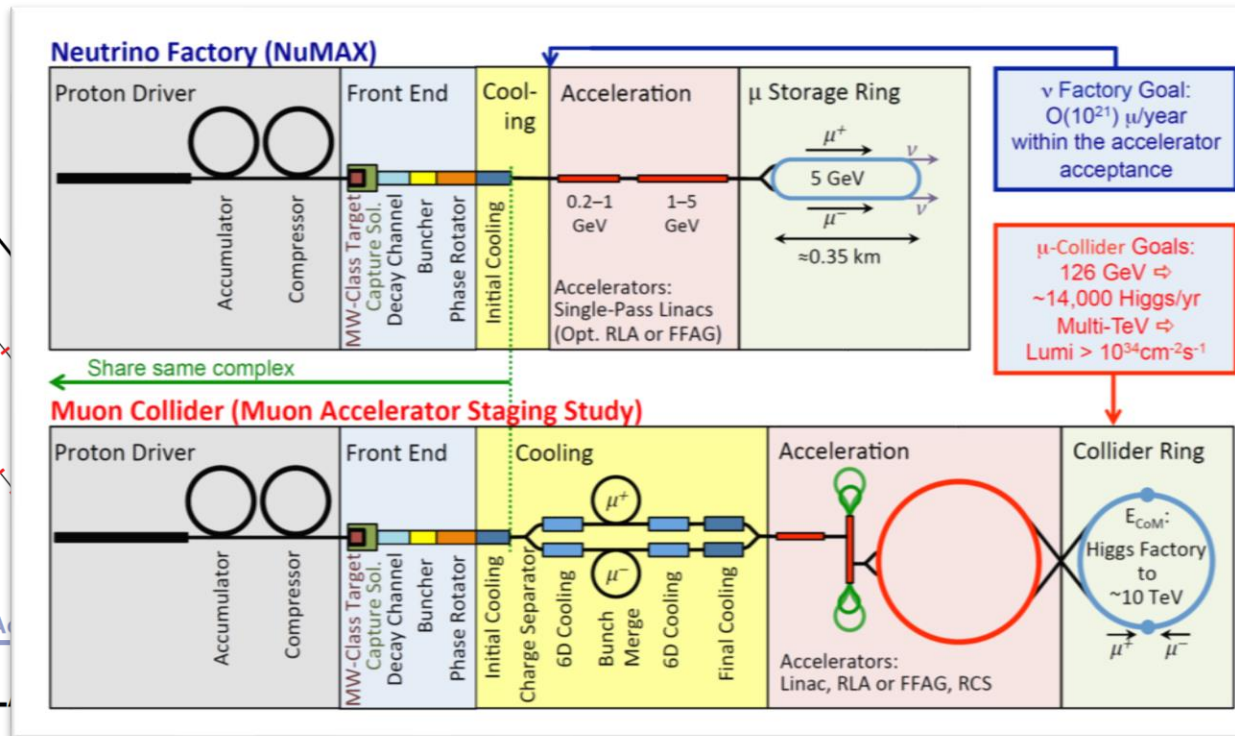 Neutrino Factory (NuMAX)
Proton Driver
Front End
Cool-
ing
Acceleration
μ Storage Ring
Accumulator
Compressor
MW-Class Target
Capture Sol.
Decay Channel
Buncher
Phase Rotator
Initial Cooling
0.2–1
GeV
1–5
GeV
Accelerators:
Single-Pass Linacs
(Opt. RLA or FFAG)
μ+
ν
5 GeV
μ−
ν
≈0.35 km
ν Factory Goal:
O(10²¹) μ/year
within the accelerator
acceptance
μ-Collider Goals:
126 GeV ⇨
~14,000 Higgs/yr
Multi-TeV ⇨
Lumi > 10³⁴cm⁻²s⁻¹
Share same complex
Muon Collider (Muon Accelerator Staging Study)
Proton Driver
Front End
Cooling
Acceleration
Collider Ring
Accumulator
Compressor
MW-Class Target
Capture Sol.
Decay Channel
Buncher
Phase Rotator
Initial Cooling
Charge Separator
6D Cooling
μ+
μ−
Bunch
Merge
6D Cooling
Final Cooling
Accelerators:
Linac, RLA or FFAG, RCS
E_CoM:
Higgs Factory
to
~10 TeV
μ+
μ−